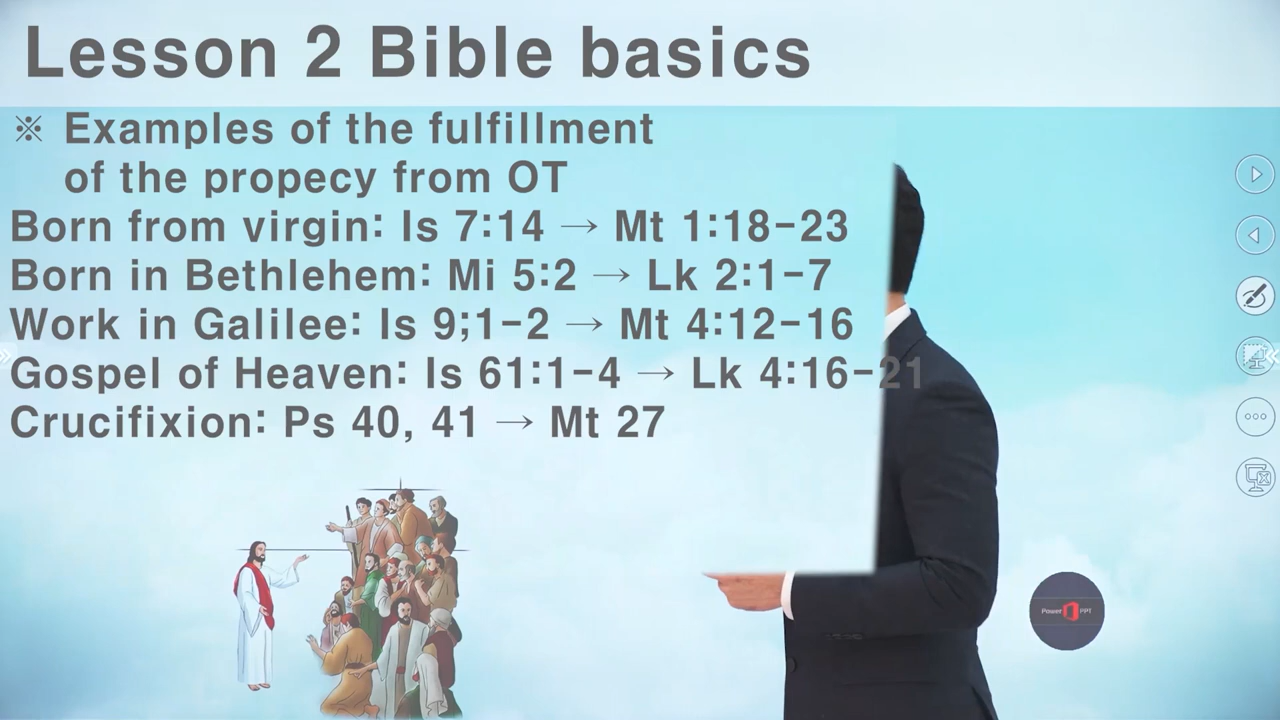 Lesson 2 Bible basics
※ Examples of the fulfillment
of the propecy from OT
Born from virgin: Is 7:14 → Mt 1:18-23
Born in Bethlehem: Mi 5:2 → Lk 2:1-7
Work in Galilee: Is 9;1-2 → Mt 4:12-16
Gospel of Heaven: Is 61:1-4 → Lk 4:16-21
Crucifixion: Ps 40, 41 → Mt 27
Power PPT